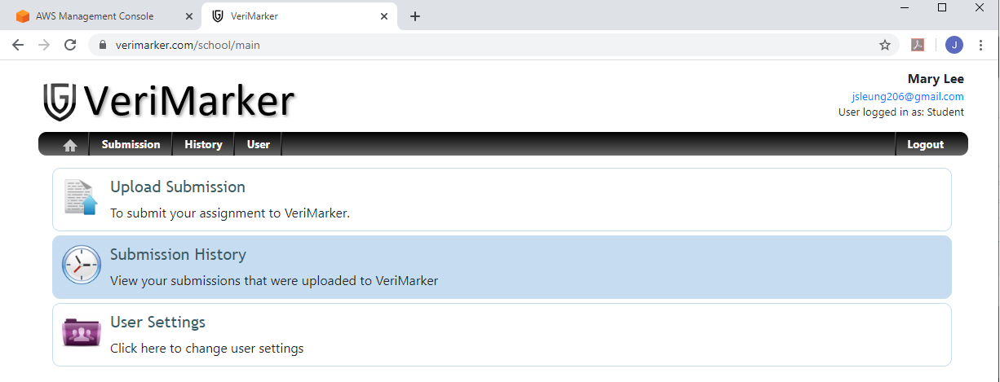 AWS Management Console
VeriMarker
verimarker.com/school/main
J
VeriMarker
Mary Lee
jsleung206@gmail.com
User logged in as: Student
Submission
History
User
Logout
Upload Submission
To submit your assignment to VeriMarker.
Submission History
View your submissions that were uploaded to VeriMarker
User Settings
Click here to change user settings